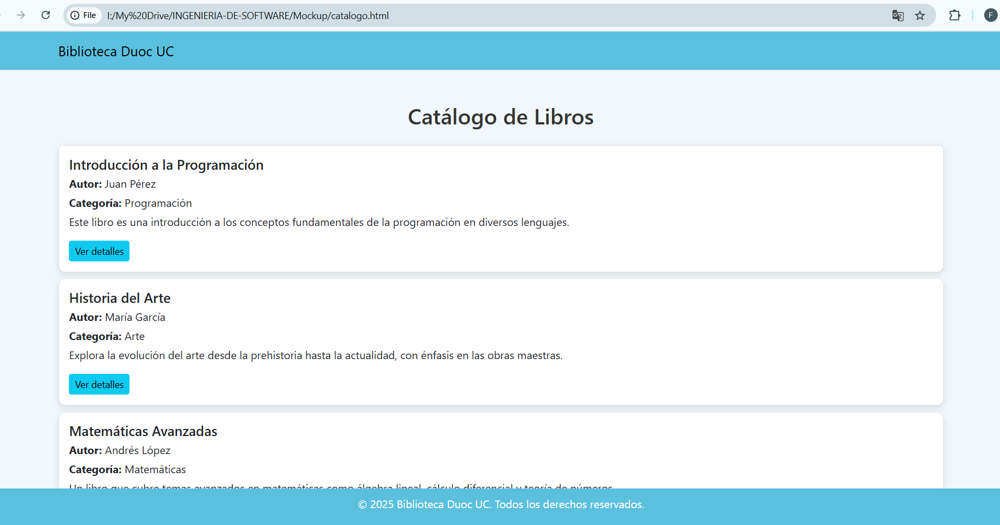 File I:/My%20Drive/INGENIERIA-DE-SOFTWARE/Mockup/catalogo.html
F
Biblioteca Duoc UC
Catálogo de Libros
Introducción a la Programación
Autor: Juan Pérez
Categoría: Programación
Este libro es una introducción a los conceptos fundamentales de la programación en diversos lenguajes.
Ver detalles
Historia del Arte
Autor: María García
Categoría: Arte
Explora la evolución del arte desde la prehistoria hasta la actualidad, con énfasis en las obras maestras.
Ver detalles
Matemáticas Avanzadas
Autor: Andrés López
Categoría: Matemáticas
Un libro que cubre temas avanzados en matemáticas como álgebra lineal, cálculo diferencial y teoría de números.
© 2025 Biblioteca Duoc UC. Todos los derechos reservados.